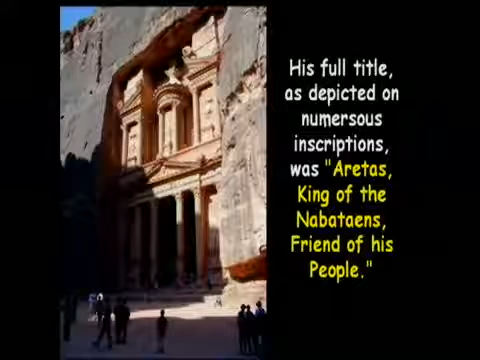 His full title,
as depicted on
numersous
inscriptions,
was "Aretas,
King of the
Nabataens,
Friend of his
People."